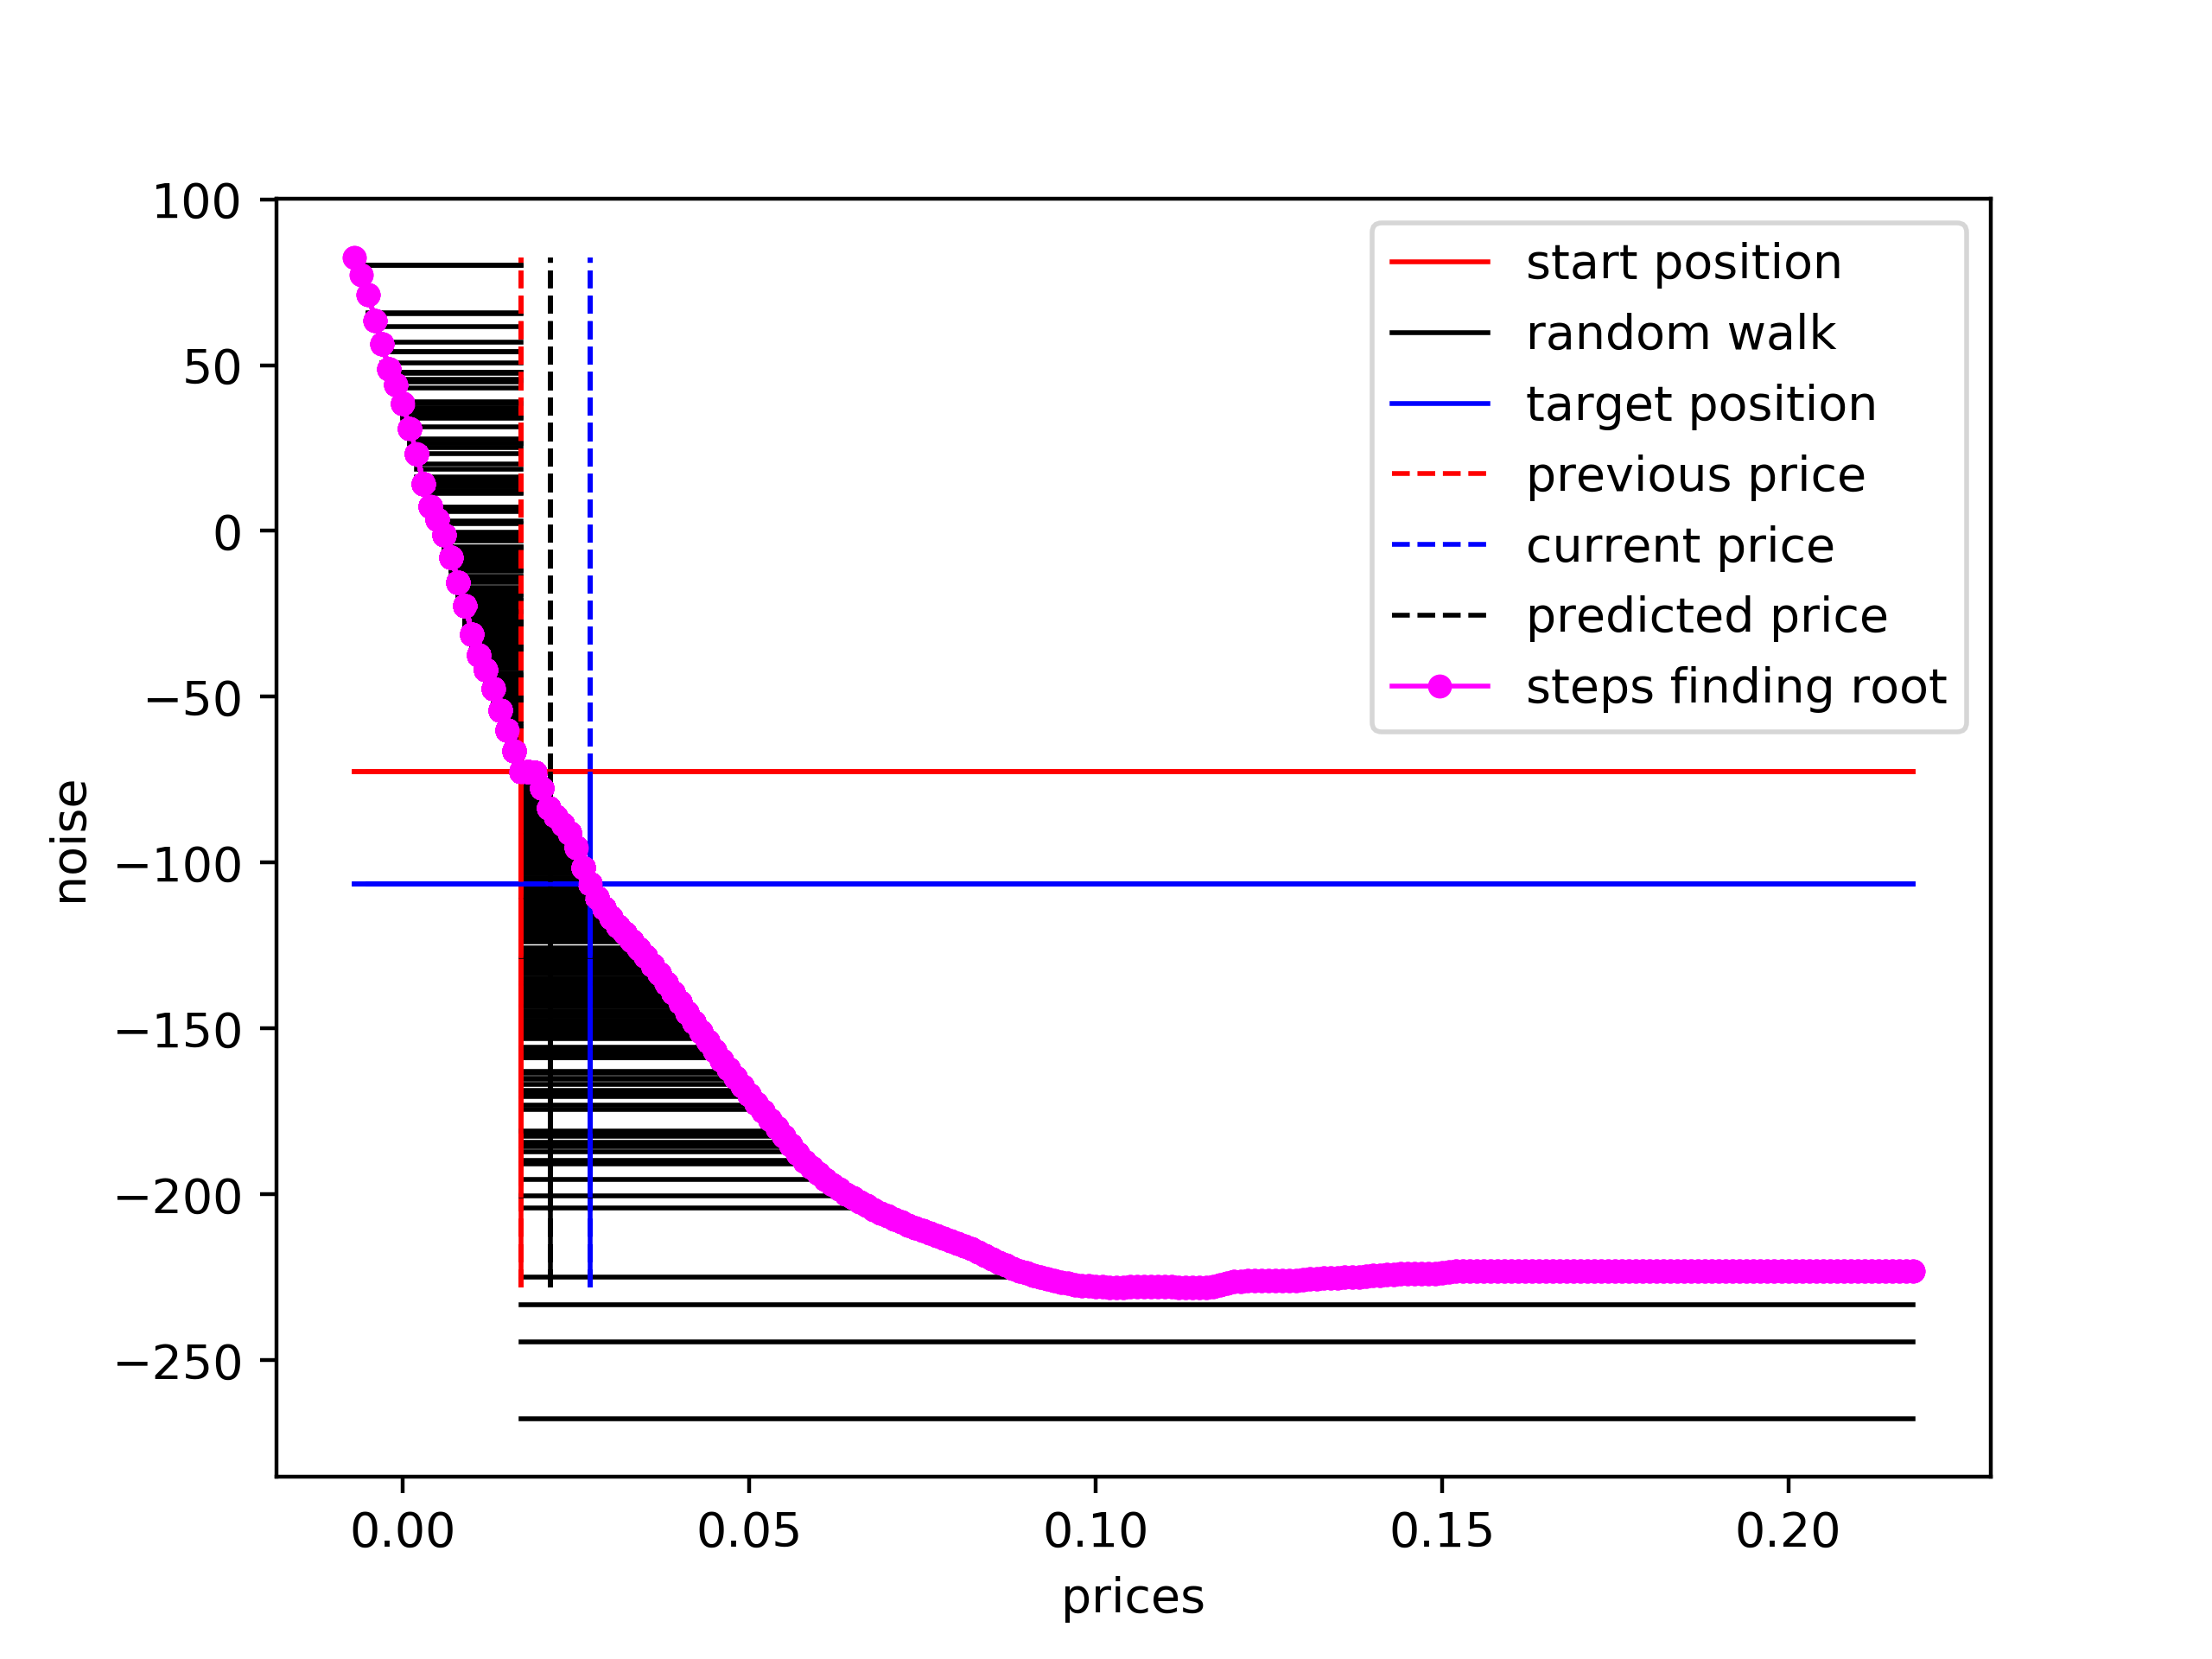 100
50
0
−50
−100
−150
−200
−250
noise
start position
random walk
target position
previous price
current price
predicted price
steps finding root
0.00 0.05 0.10 0.15 0.20
prices